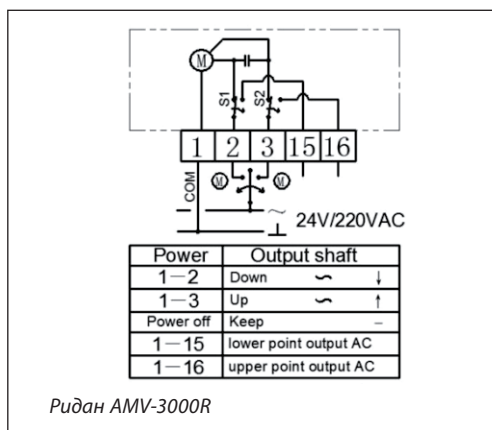 M
S1
S2
1 2 3 15 16
COM
M M
~
24V/220VAC
Power Output shaft
1—2 Down ∽ ↓
1—3 Up ∽ ↑
Power off Keep –
1—15 lower point output AC
1—16 upper point output AC
Ридан AMV-3000R